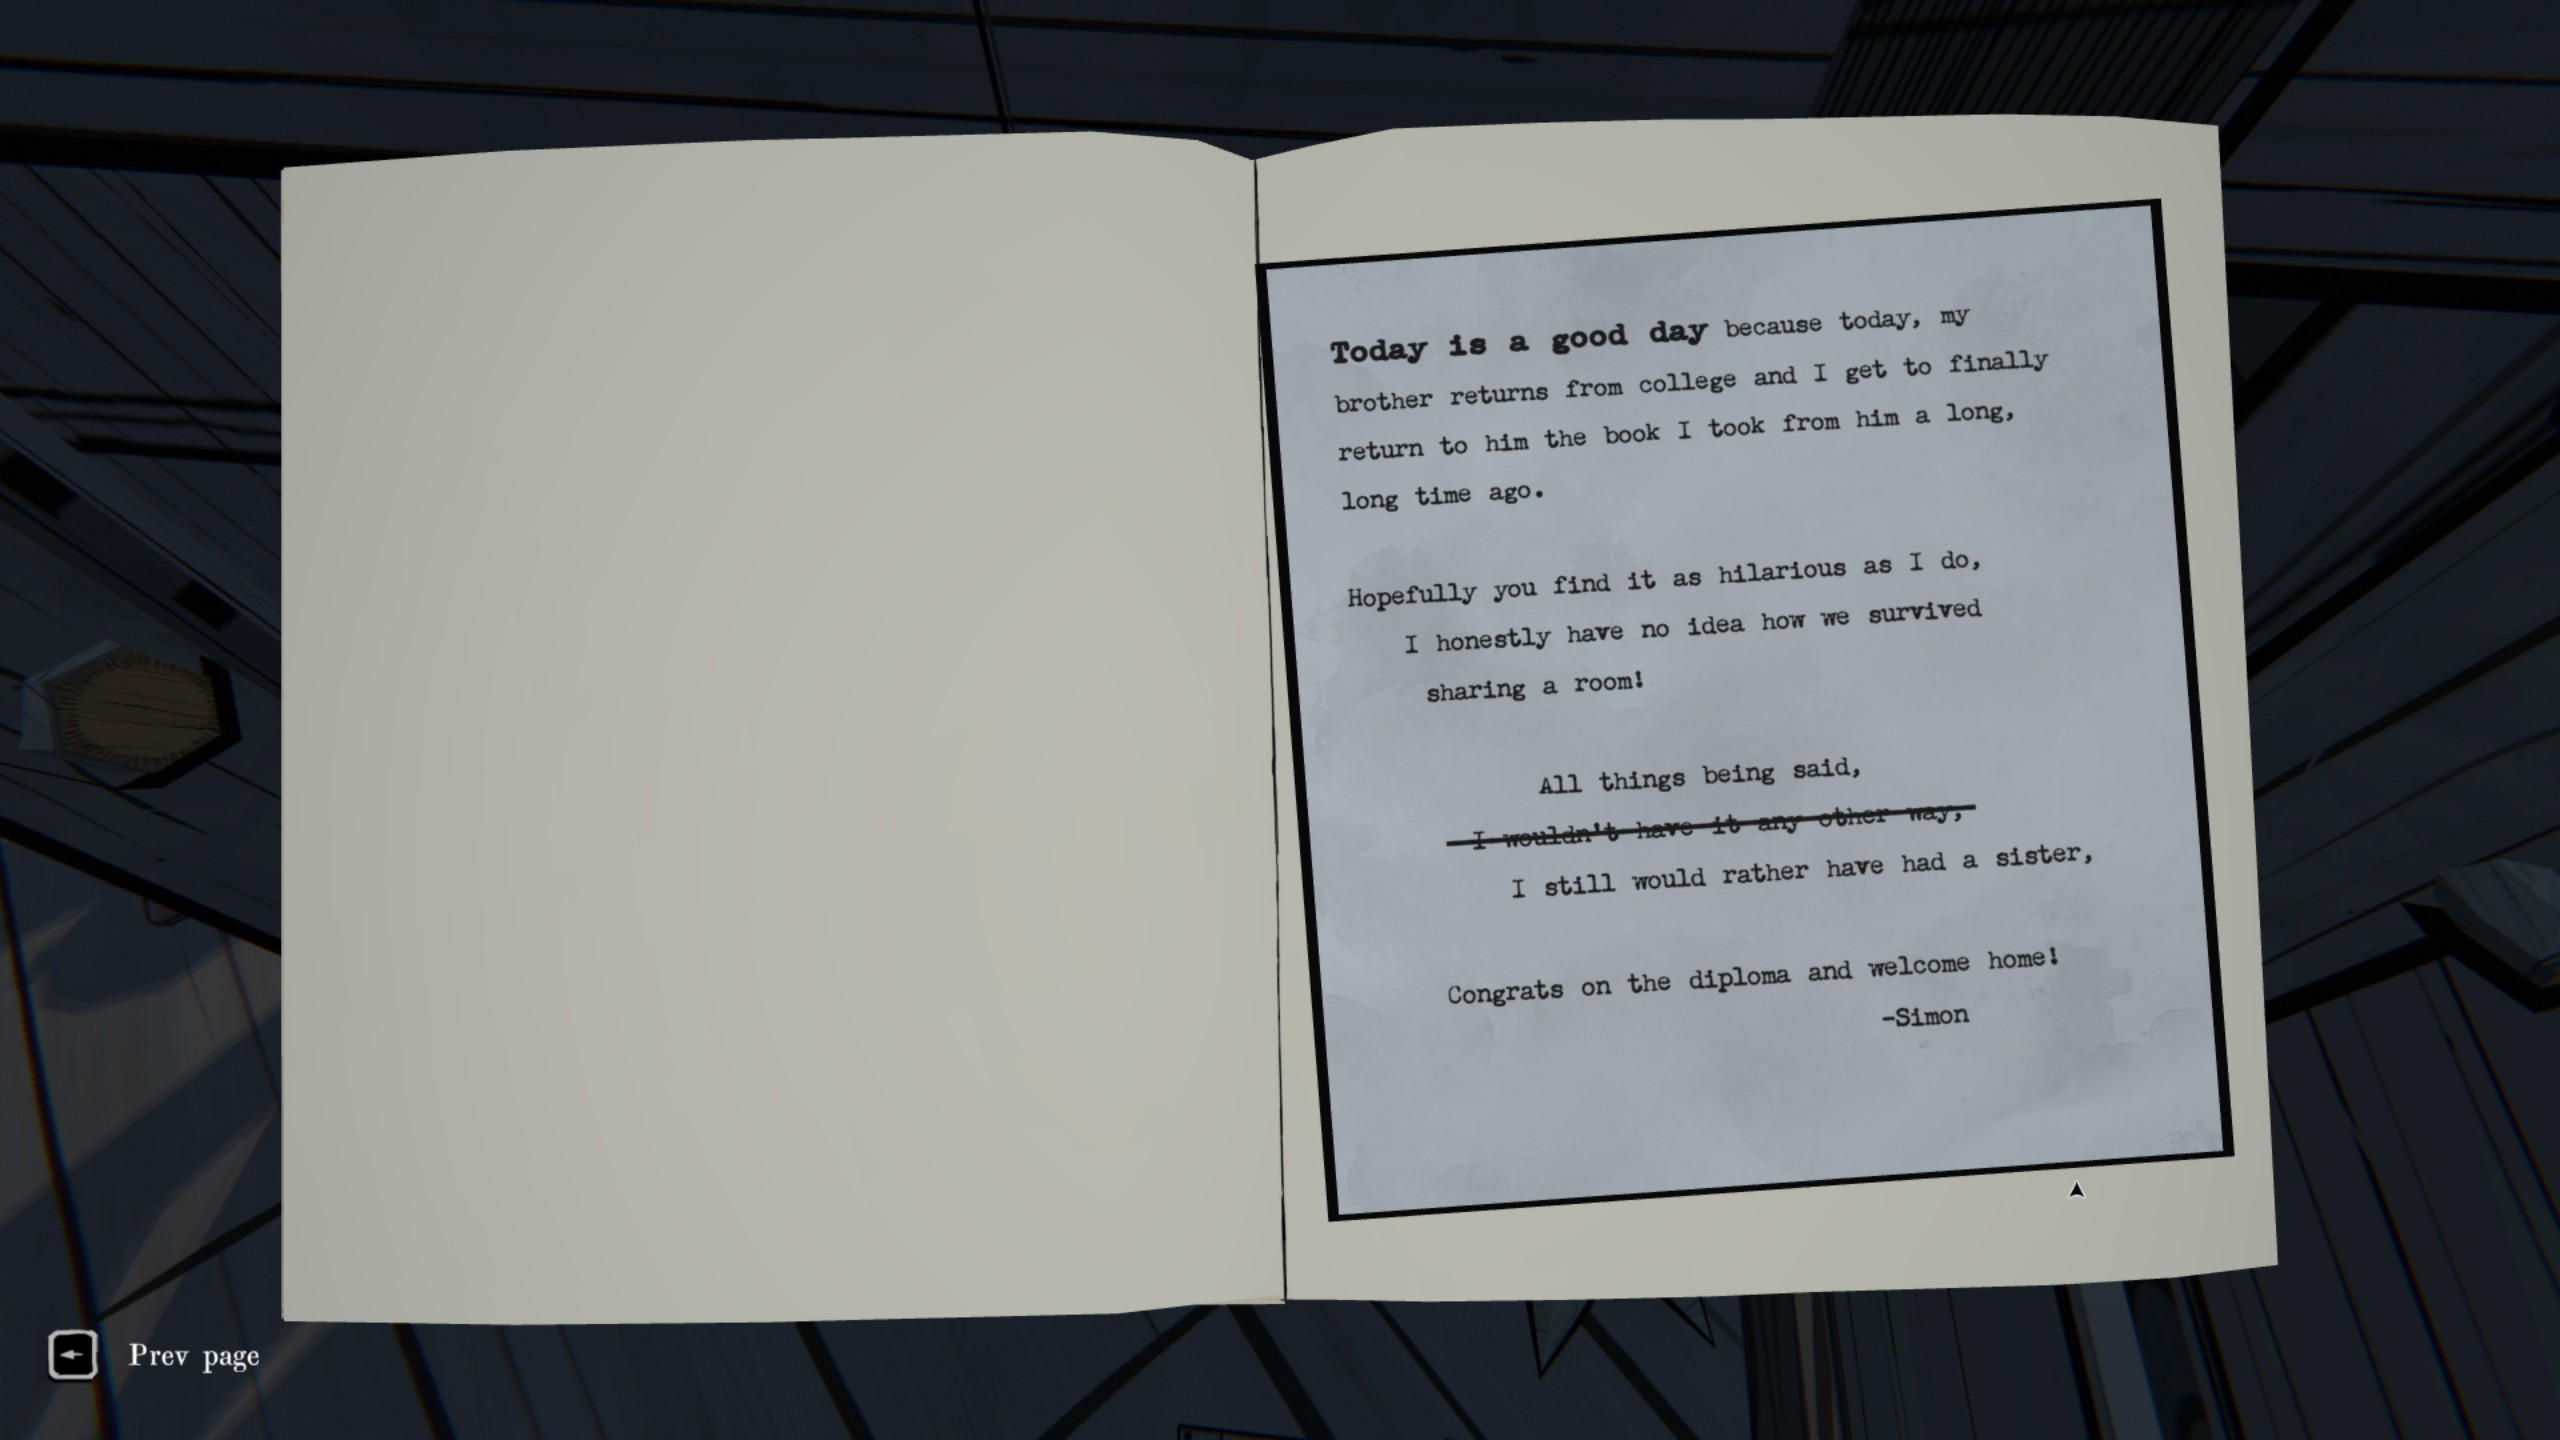 Today is a good day because today, my
brother returns from college and I get to finally
return to him the book I took from him a long,
long time ago.
Hopefully you find it as hilarious as I do,
I honestly have no idea how we survived
sharing a room!
All things being said,
I wouldn't have it any other way,
I still would rather have had a sister,
Congrats on the diploma and welcome home!
-Simon
Prev page